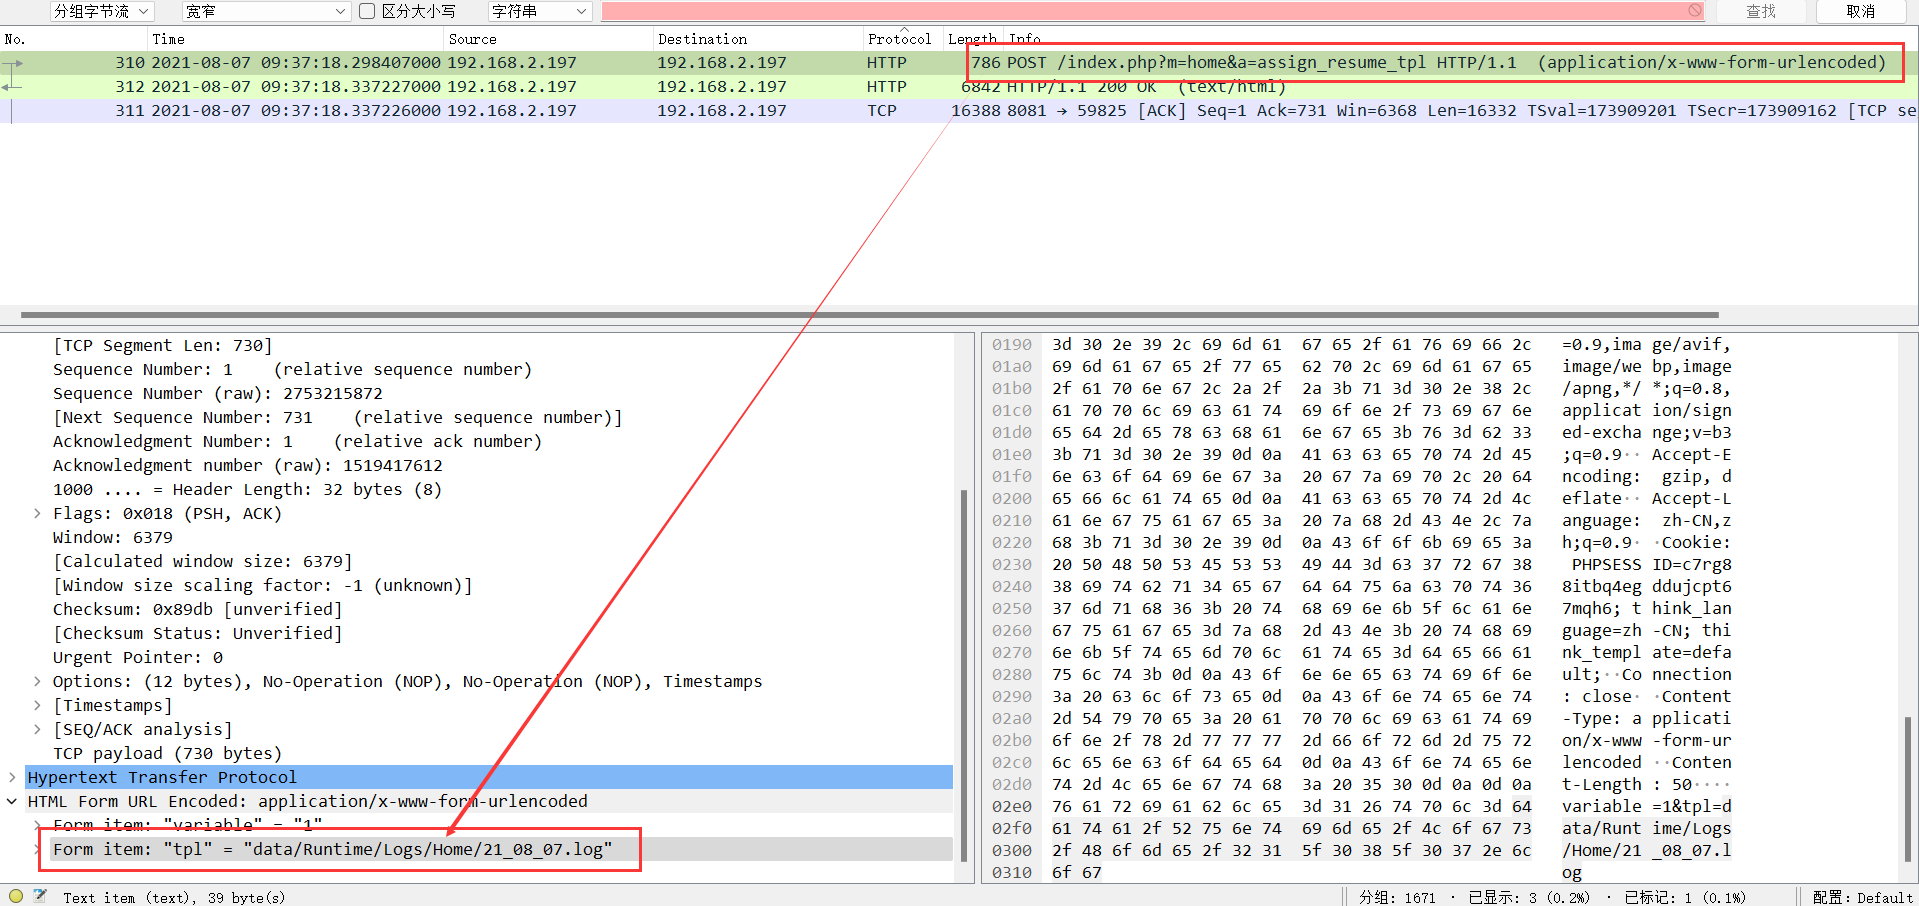 分组字节流 宽窄 区分大小写 字符串 查找 取消
No. Time Source Destination Protocol Length Info
310 2021-08-07 09:37:18.298407000 192.168.2.197 192.168.2.197 HTTP 786 POST /index.php?m=home&a=assign_resume_tpl HTTP/1.1  (application/x-www-form-urlencoded)
312 2021-08-07 09:37:18.337227000 192.168.2.197 192.168.2.197 HTTP 6842 HTTP/1.1 200 OK  (text/html)
311 2021-08-07 09:37:18.337226000 192.168.2.197 192.168.2.197 TCP 16388 8081 → 59825 [ACK] Seq=1 Ack=731 Win=6368 Len=16332 TSval=173909201 TSecr=173909162 [TCP se
[TCP Segment Len: 730]
Sequence Number: 1    (relative sequence number)
Sequence Number (raw): 2753215872
[Next Sequence Number: 731    (relative sequence number)]
Acknowledgment Number: 1    (relative ack number)
Acknowledgment number (raw): 1519417612
1000 .... = Header Length: 32 bytes (8)
Flags: 0x018 (PSH, ACK)
Window: 6379
[Calculated window size: 6379]
[Window size scaling factor: -1 (unknown)]
Checksum: 0x89db [unverified]
[Checksum Status: Unverified]
Urgent Pointer: 0
Options: (12 bytes), No-Operation (NOP), No-Operation (NOP), Timestamps
[Timestamps]
[SEQ/ACK analysis]
TCP payload (730 bytes)
Hypertext Transfer Protocol
HTML Form URL Encoded: application/x-www-form-urlencoded
Form item: "variable" = "1"
Form item: "tpl" = "data/Runtime/Logs/Home/21_08_07.log"
0190 3d 30 2e 39 2c 69 6d 61 67 65 2f 61 76 69 66 2c =0.9,ima ge/avif,
01a0 69 6d 61 67 65 2f 77 65 62 70 2c 69 6d 61 67 65 image/we bp,image
01b0 2f 61 70 6e 67 2c 2a 2f 2a 3b 71 3d 30 2e 38 2c /apng,*/ *;q=0.8,
01c0 61 70 70 6c 69 63 61 74 69 6f 6e 2f 73 69 67 6e applicat ion/sign
01d0 65 64 2d 65 78 63 68 61 6e 67 65 3b 76 3d 62 33 ed-excha nge;v=b3
01e0 3b 71 3d 30 2e 39 0d 0a 41 63 63 65 70 74 2d 45 ;q=0.9·· Accept-E
01f0 6e 63 6f 64 69 6e 67 3a 20 67 7a 69 70 2c 20 64 ncoding:  gzip, d
0200 65 66 6c 61 74 65 0d 0a 41 63 63 65 70 74 2d 4c eflate·· Accept-L
0210 61 6e 67 75 61 67 65 3a 20 7a 68 2d 43 4e 2c 7a anguage:  zh-CN,z
0220 68 3b 71 3d 30 2e 39 0d 0a 43 6f 6f 6b 69 65 3a h;q=0.9· ·Cookie:
0230 20 50 48 50 53 45 53 53 49 44 3d 63 37 72 67 38 PHPSESS ID=c7rg8
0240 38 69 74 62 71 34 65 67 64 64 75 6a 63 70 74 36 8itbq4eg ddujcpt6
0250 37 6d 71 68 36 3b 20 74 68 69 6e 6b 5f 6c 61 6e 7mqh6; t hink_lan
0260 67 75 61 67 65 3d 7a 68 2d 43 4e 3b 20 74 68 69 guage=zh -CN; thi
0270 6e 6b 5f 74 65 6d 70 6c 61 74 65 3d 64 65 66 61 nk_templ ate=defa
0280 75 6c 74 3b 0d 0a 43 6f 6e 6e 65 63 74 69 6f 6e ult;··Co nnection
0290 3a 20 63 6c 6f 73 65 0d 0a 43 6f 6e 74 65 6e 74 : close· ·Content
02a0 2d 54 79 70 65 3a 20 61 70 70 6c 69 63 61 74 69 -Type: a pplicati
02b0 6f 6e 2f 78 2d 77 77 77 2d 66 6f 72 6d 2d 75 72 on/x-www -form-ur
02c0 6c 65 6e 63 6f 64 65 64 0d 0a 43 6f 6e 74 65 6e lencoded ··Conten
02d0 74 2d 4c 65 6e 67 74 68 3a 20 35 30 0d 0a 0d 0a t-Length : 50····
02e0 76 61 72 69 61 62 6c 65 3d 31 26 74 70 6c 3d 64 variable =1&tpl=d
02f0 61 74 61 2f 52 75 6e 74 69 6d 65 2f 4c 6f 67 73 ata/Runt ime/Logs
0300 2f 48 6f 6d 65 2f 32 31 5f 30 38 5f 30 37 2e 6c /Home/21 _08_07.l
0310 6f 67 og
Text item (text), 39 byte(s) 分组: 1671 · 已显示: 3 (0.2%) · 已标记: 1 (0.1%) 配置: Default